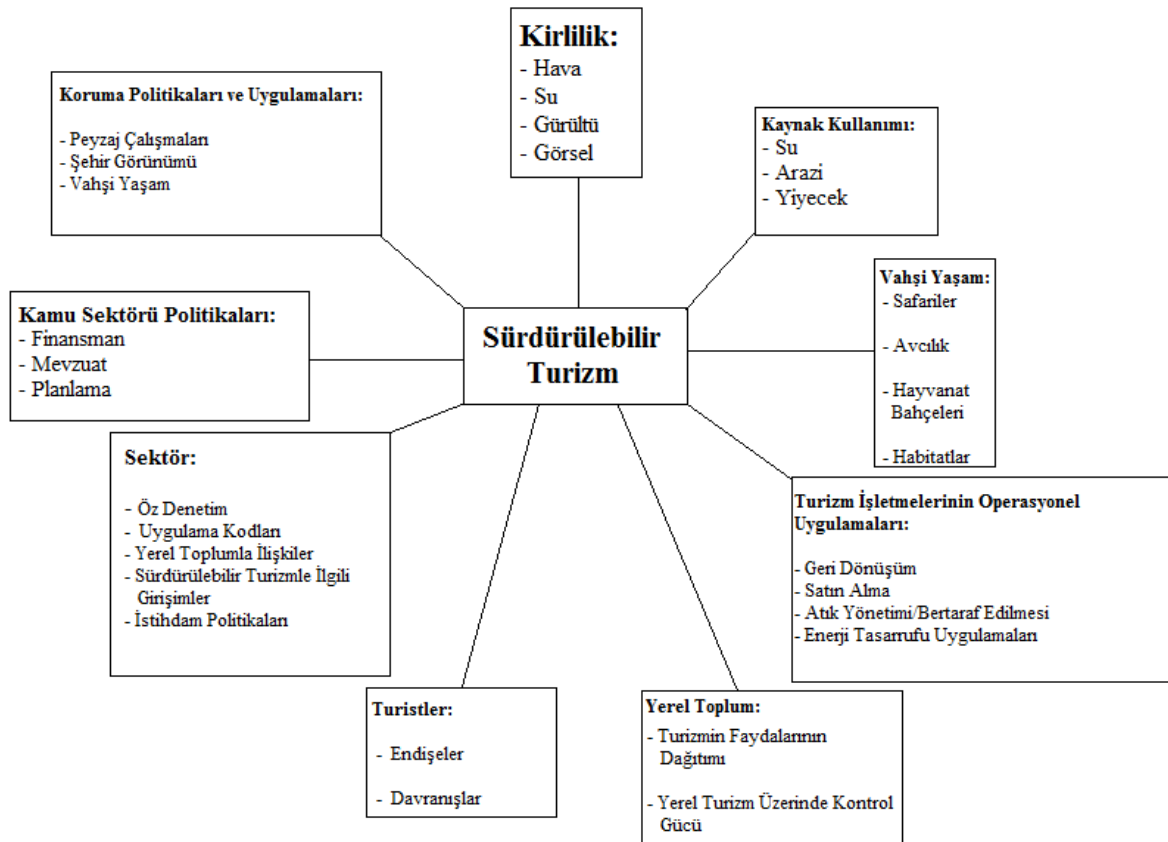 Kirlilik:
- Hava
- Su
- Gürültü
- Görsel
Koruma Politikaları ve Uygulamaları:
- Peyzaj Çalışmaları
- Şehir Görünümü
- Vahşi Yaşam
Kaynak Kullanımı:
- Su
- Arazi
- Yiyecek
Vahşi Yaşam:
- Safariler
- Avcılık
- Hayvanat
Bahçeleri
- Habitatlar
Kamu Sektörü Politikaları:
- Finansman
- Mevzuat
- Planlama
Sürdürülebilir
Turizm
Sektör:
- Öz Denetim
- Uygulama Kodları
- Yerel Toplumla İlişkiler
- Sürdürülebilir Turizmle İlgili
Girişimler
- İstihdam Politikaları
Turizm İşletmelerinin Operasyonel
Uygulamaları:
- Geri Dönüşüm
- Satın Alma
- Atık Yönetimi/Bertaraf Edilmesi
- Enerji Tasarrufu Uygulamaları
Turistler:
- Endişeler
- Davranışlar
Yerel Toplum:
- Turizmin Faydalarının
Dağıtımı
- Yerel Turizm Üzerinde Kontrol
Gücü